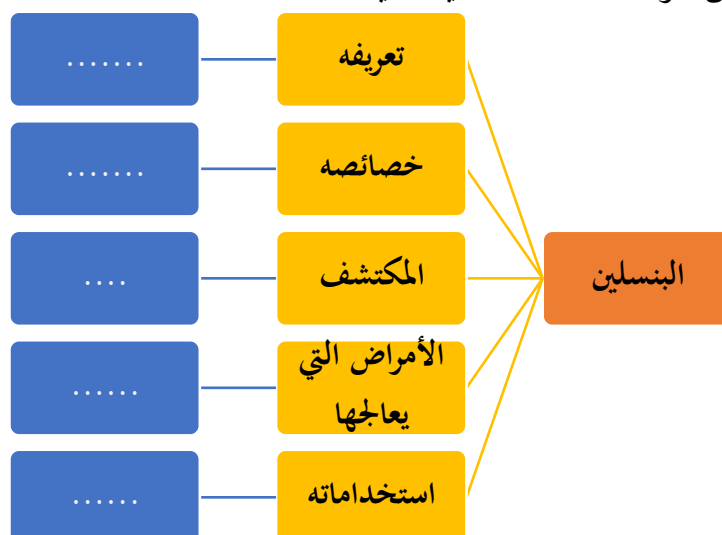 البنسلين
تعريفه
.......
خصائصه
.......
المكتشف
....
الأمراض التي
يعالجها
......
استخداماته
......